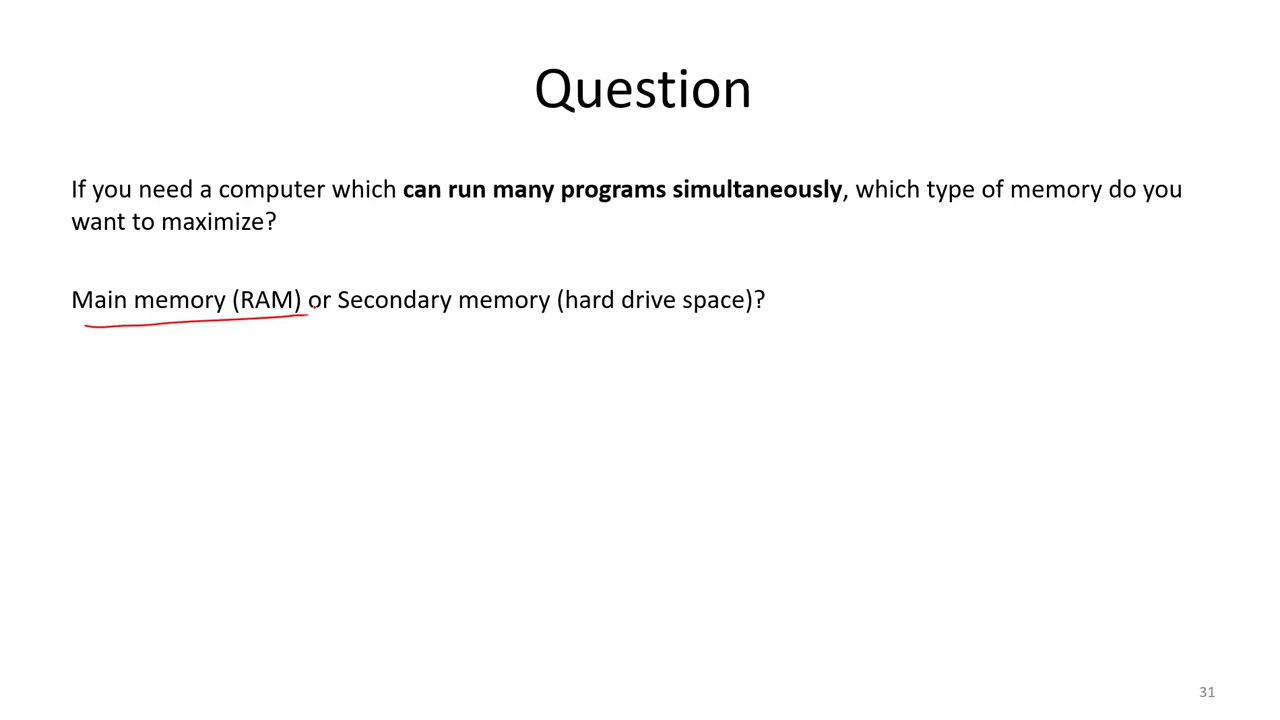 Question
If you need a computer which can run many programs simultaneously, which type of memory do you
want to maximize?
Main memory (RAM) or Secondary memory (hard drive space)?
31